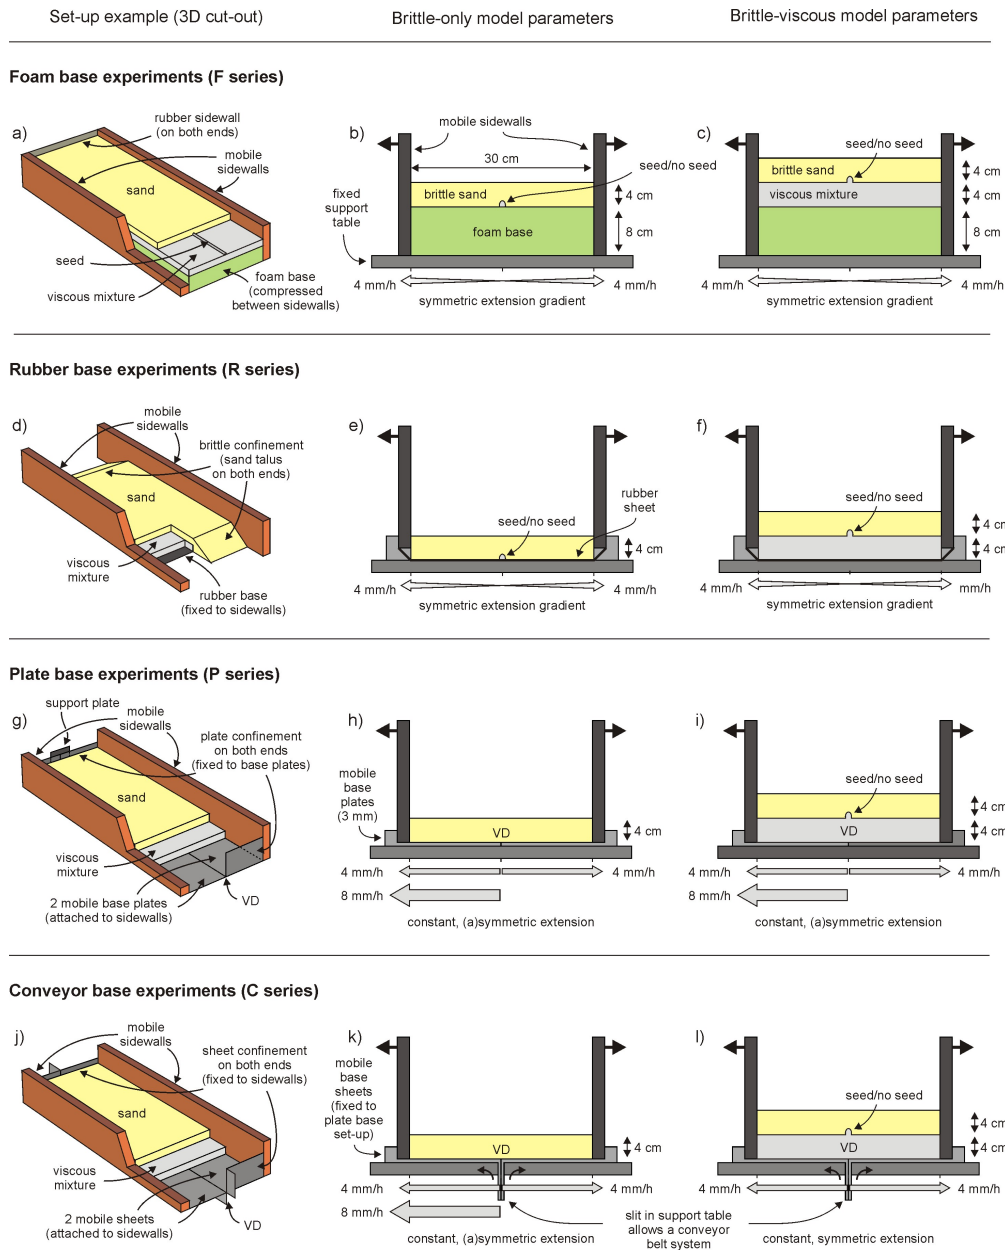 Set-up example (3D cut-out)
Brittle-only model parameters
Brittle-viscous model parameters
Foam base experiments (F series)
a)
rubber sidewall
(on both ends)
mobile
sidewalls
sand
seed
viscous mixture
foam base
(compressed
between sidewalls)
b)
mobile sidewalls
30 cm
seed/no seed
brittle sand
4 cm
fixed
support
table
foam base
8 cm
4 mm/h
4 mm/h
symmetric extension gradient
c)
seed/no seed
brittle sand
4 cm
viscous mixture
4 cm
8 cm
4 mm/h
4 mm/h
symmetric extension gradient
Rubber base experiments (R series)
d)
mobile
sidewalls
brittle confinement
(sand talus
on both ends)
sand
viscous
mixture
rubber base
(fixed to sidewalls)
e)
rubber
sheet
seed/no seed
4 cm
4 mm/h
4 mm/h
symmetric extension gradient
f)
seed/no seed
4 cm
4 cm
4 mm/h
mm/h
symmetric extension gradient
Plate base experiments (P series)
g)
support plate
mobile
sidewalls
plate confinement
on both ends
(fixed to base plates)
sand
viscous
mixture
2 mobile base plates
(attached to sidewalls)
VD
h)
mobile
base
plates
(3 mm)
VD
4 cm
4 mm/h
4 mm/h
8 mm/h
constant, (a)symmetric extension
i)
seed/no seed
4 cm
VD
4 cm
4 mm/h
4 mm/h
8 mm/h
constant, (a)symmetric extension
Conveyor base experiments (C series)
j)
mobile
sidewalls
sheet confinement
on both ends
(fixed to sidewalls)
sand
viscous
mixture
2 mobile sheets
(attached to sidewalls)
VD
k)
mobile
base
sheets
(fixed to
plate base
set-up)
VD
4 cm
4 mm/h
4 mm/h
8 mm/h
constant, (a)symmetric extension
slit in support table
allows a conveyor
belt system
l)
seed/no seed
4 cm
VD
4 cm
4 mm/h
4 mm/h
constant, symmetric extension